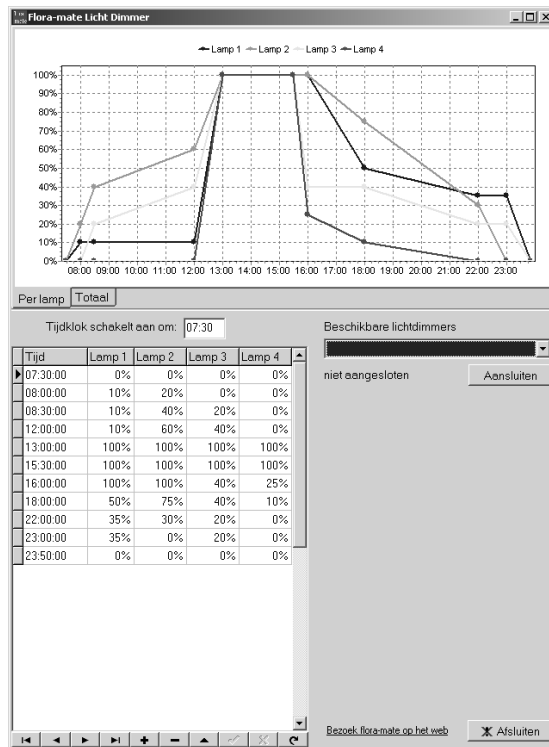 Flora-mate Licht Dimmer
Lamp 1 Lamp 2 Lamp 3 Lamp 4
100%
90%
80%
70%
60%
50%
40%
30%
20%
10%
0%
08:00 09:00 10:00 11:00 12:00 13:00 14:00 15:00 16:00 17:00 18:00 19:00 20:00 21:00 22:00 23:00
Per lamp Totaal
Tijdklok schakelt aan om: 07:30
Beschikbare lichtdimmers
niet aangesloten Aansluiten
Tijd Lamp 1 Lamp 2 Lamp 3 Lamp 4
07:30:00 0% 0% 0% 0%
08:00:00 10% 20% 0% 0%
08:30:00 10% 40% 20% 0%
12:00:00 10% 60% 40% 0%
13:00:00 100% 100% 100% 100%
15:30:00 100% 100% 100% 100%
16:00:00 100% 100% 40% 25%
18:00:00 50% 75% 40% 10%
22:00:00 35% 30% 20% 0%
23:00:00 35% 0% 20% 0%
23:50:00 0% 0% 0% 0%
Bezoek flora-mate op het web Afsluiten